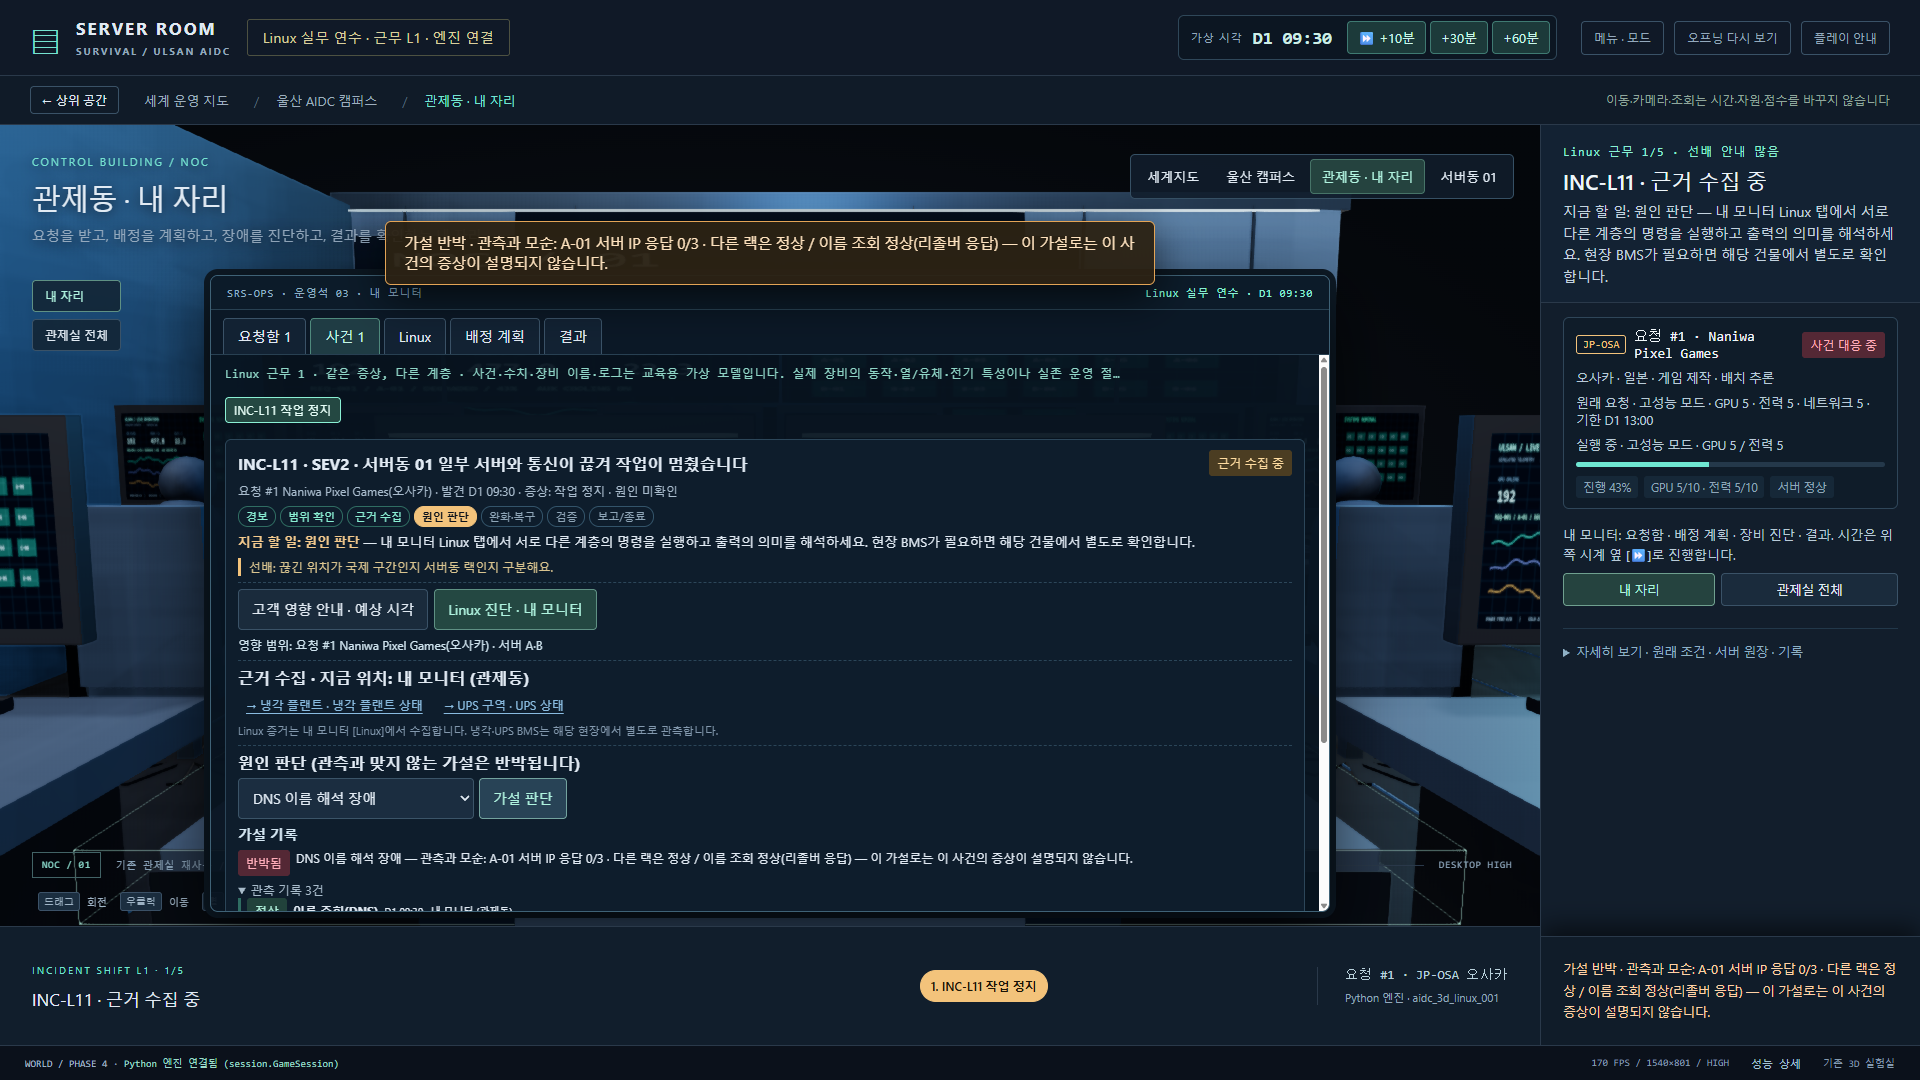 SERVER ROOM
SURVIVAL / ULSAN AIDC
Linux 실무 연수 · 근무 L1 · 엔진 연결
가상 시각 D1 09:30
⏩ +10분
+30분
+60분
메뉴 · 모드
오프닝 다시 보기
플레이 안내
← 상위 공간
세계 운영 지도 / 울산 AIDC 캠퍼스 / 관제동 · 내 자리
이동·카메라·조회는 시간·자원·점수를 바꾸지 않습니다
CONTROL BUILDING / NOC
관제동 · 내 자리
요청을 받고, 배정을 계획하고, 장애를 진단하고, 결과를
내 자리
관제실 전체
세계지도
울산 캠퍼스
관제동 · 내 자리
서버동 01
가설 반박 · 관측과 모순: A-01 서버 IP 응답 0/3 · 다른 랙은 정상 / 이름 조회 정상(리졸버 응답) — 이 가설로는 이 사
건의 증상이 설명되지 않습니다.
SRS-OPS · 운영석 03 · 내 모니터
Linux 실무 연수 · D1 09:30
요청함 1
사건 1
Linux
배정 계획
결과
Linux 근무 1 · 같은 증상, 다른 계층 · 사건·수치·장비 이름·로그는 교육용 가상 모델입니다. 실제 장비의 동작·열/유체·전기 특성이나 실존 운영 절…
INC-L11 작업 정지
INC-L11 · SEV2 · 서버동 01 일부 서버와 통신이 끊겨 작업이 멈췄습니다
근거 수집 중
요청 #1 Naniwa Pixel Games(오사카) · 발견 D1 09:30 · 증상: 작업 정지 · 원인 미확인
경보
범위 확인
근거 수집
원인 판단
완화·복구
검증
보고/종료
지금 할 일: 원인 판단 — 내 모니터 Linux 탭에서 서로 다른 계층의 명령을 실행하고 출력의 의미를 해석하세요. 현장 BMS가 필요하면 해당 건물에서 별도로 확인합니다.
선배: 끊긴 위치가 국제 구간인지 서버동 랙인지 구분해요.
고객 영향 안내 · 예상 시각
Linux 진단 · 내 모니터
영향 범위: 요청 #1 Naniwa Pixel Games(오사카) · 서버 A·B
근거 수집 · 지금 위치: 내 모니터 (관제동)
→ 냉각 플랜트 · 냉각 플랜트 상태
→ UPS 구역 · UPS 상태
Linux 증거는 내 모니터 [Linux]에서 수집합니다. 냉각·UPS BMS는 해당 현장에서 별도로 관측합니다.
원인 판단 (관측과 맞지 않는 가설은 반박됩니다)
DNS 이름 해석 장애
가설 판단
가설 기록
반박됨 DNS 이름 해석 장애 — 관측과 모순: A-01 서버 IP 응답 0/3 · 다른 랙은 정상 / 이름 조회 정상(리졸버 응답) — 이 가설로는 이 사건의 증상이 설명되지 않습니다.
▼ 관측 기록 3건
정상 이름 조회(DNS) D1 09:30 · 내 모니터 (관제동)
NOC / 01
기존 관제실 재사
드래그 회전 우클릭 이동
DESKTOP HIGH
Linux 근무 1/5 · 선배 안내 많음
INC-L11 · 근거 수집 중
지금 할 일: 원인 판단 — 내 모니터 Linux 탭에서 서로
다른 계층의 명령을 실행하고 출력의 의미를 해석하세
요. 현장 BMS가 필요하면 해당 건물에서 별도로 확인
합니다.
JP-OSA
요청 #1 · Naniwa
Pixel Games
사건 대응 중
오사카 · 일본 · 게임 제작 · 배치 추론
원래 요청 · 고성능 모드 · GPU 5 · 전력 5 · 네트워크 5 ·
기한 D1 13:00
실행 중 · 고성능 모드 · GPU 5 / 전력 5
진행 43%
GPU 5/10 · 전력 5/10
서버 정상
내 모니터: 요청함 · 배정 계획 · 장비 진단 · 결과. 시간은 위
쪽 시계 옆 [⏩]로 진행합니다.
내 자리
관제실 전체
▶ 자세히 보기 · 원래 조건 · 서버 원장 · 기록
가설 반박 · 관측과 모순: A-01 서버 IP 응답 0/3 · 다른 랙은 정
상 / 이름 조회 정상(리졸버 응답) — 이 가설로는 이 사건의
증상이 설명되지 않습니다.
INCIDENT SHIFT L1 · 1/5
INC-L11 · 근거 수집 중
1. INC-L11 작업 정지
요청 #1 · JP-OSA 오사카
Python 엔진 · aidc_3d_linux_001
WORLD / PHASE 4 · Python 엔진 연결됨 (session.GameSession)
170 FPS / 1540×801 / HIGH
성능 상세
기존 3D 실험실